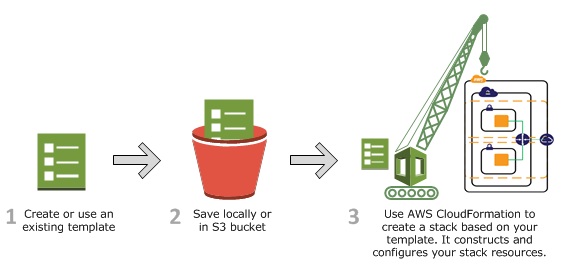 1 Create or use an
existing template
2 Save locally or
in S3 bucket
3 Use AWS CloudFormation to
create a stack based on your
template. It constructs and
configures your stack resources.
AWS